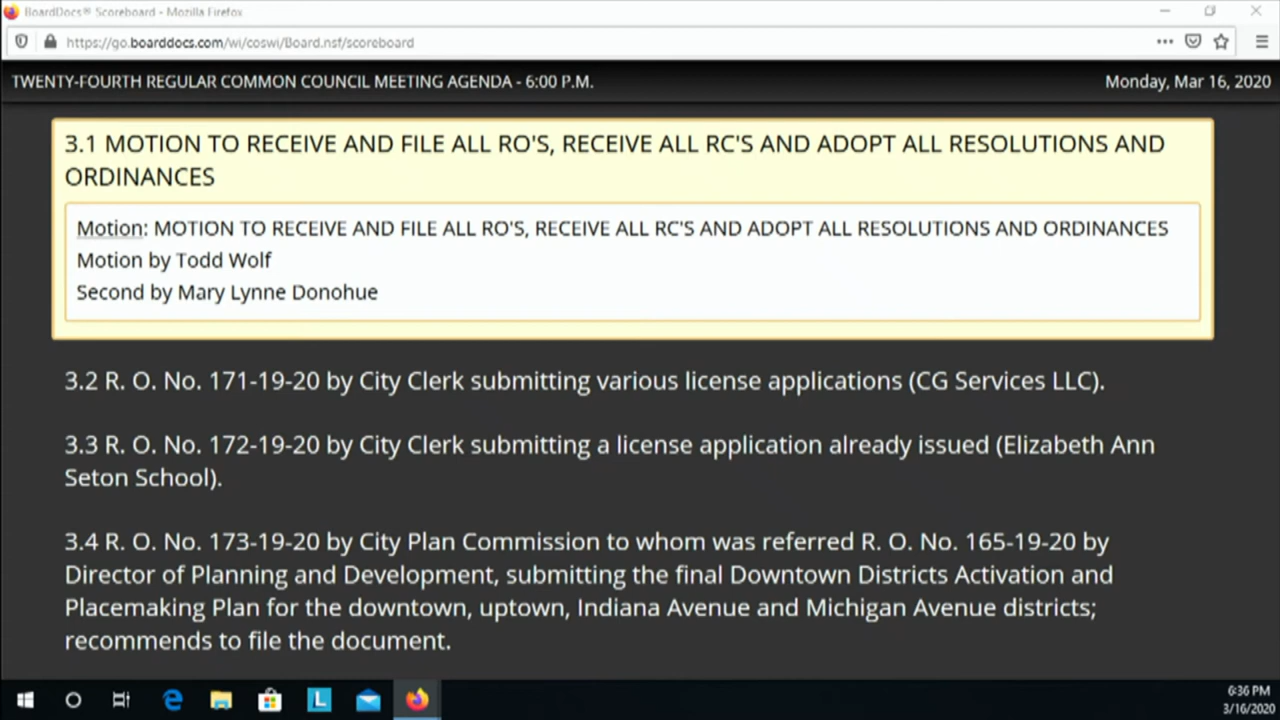 BoardDocs® Scoreboard - Mozilla Firefox
https://go.boarddocs.com/wi/coswi/Board.nsf/scoreboard
TWENTY-FOURTH REGULAR COMMON COUNCIL MEETING AGENDA - 6:00 P.M.
Monday, Mar 16, 2020
3.1 MOTION TO RECEIVE AND FILE ALL RO'S, RECEIVE ALL RC'S AND ADOPT ALL RESOLUTIONS AND
ORDINANCES
Motion: MOTION TO RECEIVE AND FILE ALL RO'S, RECEIVE ALL RC'S AND ADOPT ALL RESOLUTIONS AND ORDINANCES
Motion by Todd Wolf
Second by Mary Lynne Donohue
3.2 R. O. No. 171-19-20 by City Clerk submitting various license applications (CG Services LLC).
3.3 R. O. No. 172-19-20 by City Clerk submitting a license application already issued (Elizabeth Ann
Seton School).
3.4 R. O. No. 173-19-20 by City Plan Commission to whom was referred R. O. No. 165-19-20 by
Director of Planning and Development, submitting the final Downtown Districts Activation and
Placemaking Plan for the downtown, uptown, Indiana Avenue and Michigan Avenue districts;
recommends to file the document.
L
6:36 PM
3/16/2020